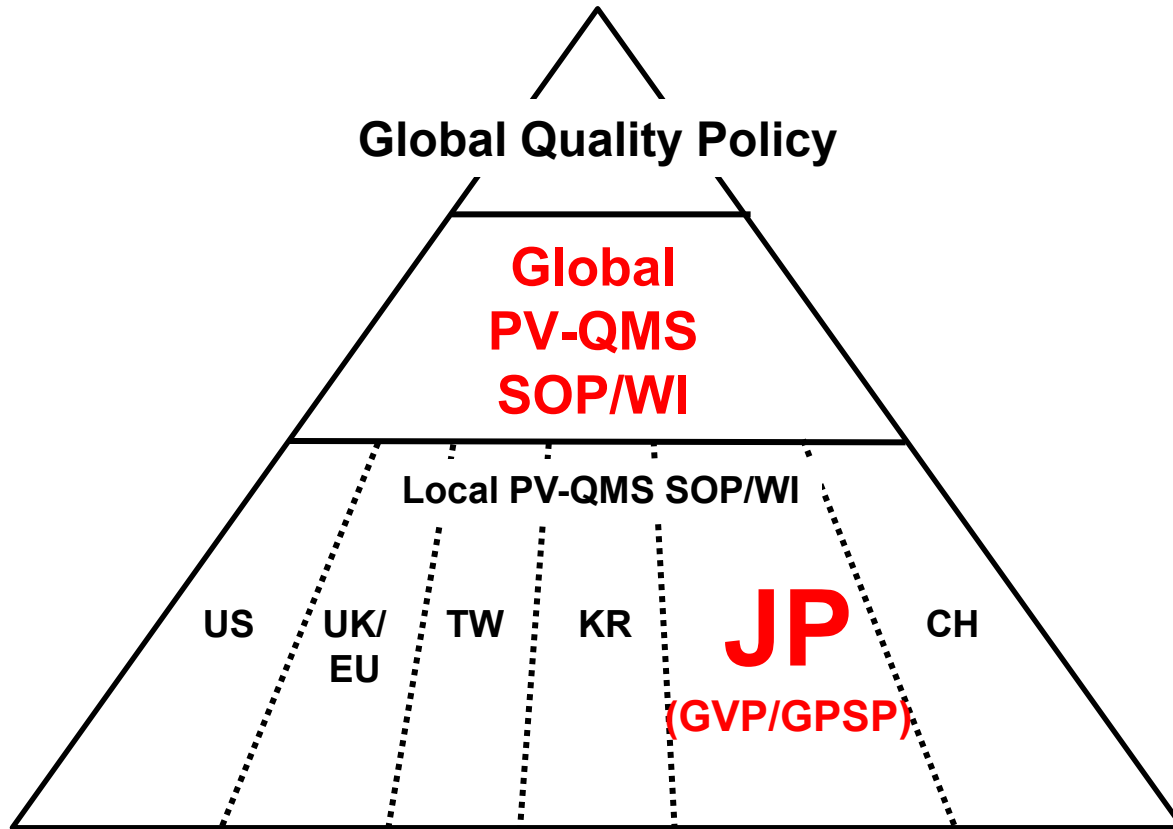 Global Quality Policy
Global
PV-QMS
SOP/WI
Local PV-QMS SOP/WI
US
UK/
EU
TW
KR
JP
(GVP/GPSP)
CH